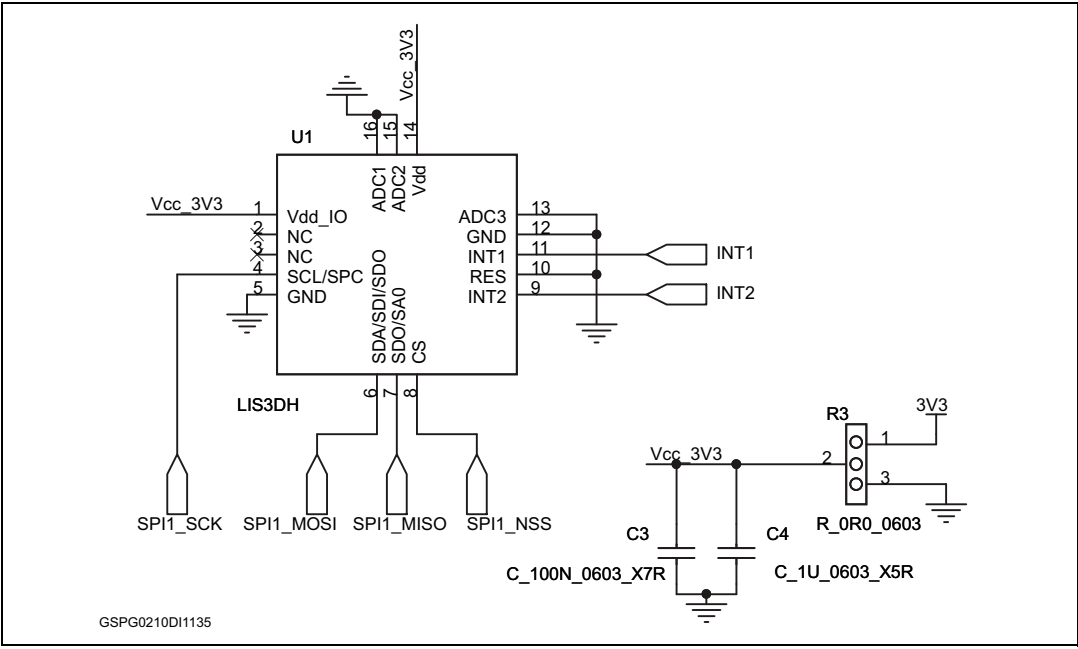 Vcc_3V3
16
15
14
U1
ADC1
ADC2
Vdd
Vcc_3V3
1
Vdd_IO
2
NC
3
NC
4
SCL/SPC
5
GND
ADC3
13
GND
12
INT1
11
INT1
RES
10
INT2
9
INT2
SDA/SDI/SDO
SDO/SA0
CS
6
7
8
LIS3DH
SPI1_SCK
SPI1_MOSI
SPI1_MISO
SPI1_NSS
R3
3V3
1
Vcc_3V3
2
3
R_0R0_0603
C3
C4
C_100N_0603_X7R
C_1U_0603_X5R
GSPG0210DI1135